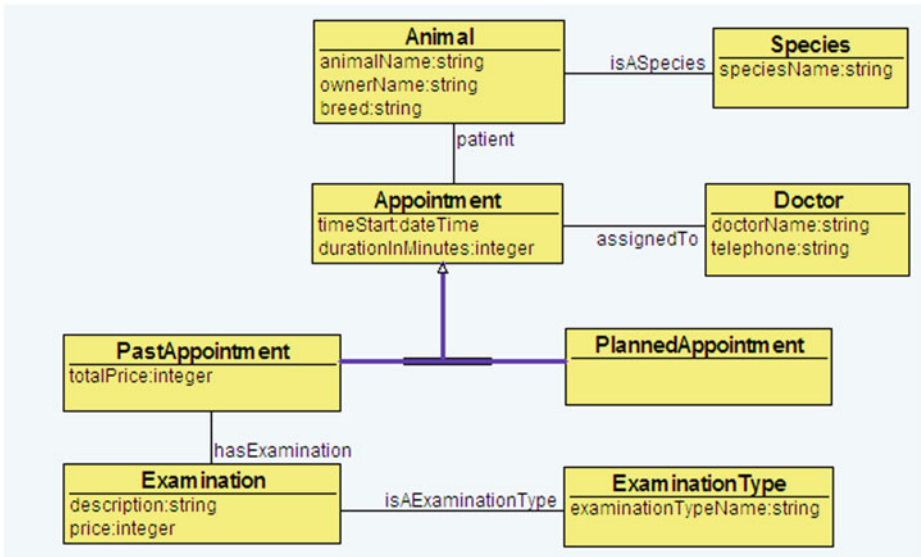 Animal
animalName:string
ownerName:string
breed:string
isASpecies
Species
speciesName:string
patient
Appointment
timeStart:dateTime
durationInMinutes:integer
assignedTo
Doctor
doctorName:string
telephone:string
PastAppointment
totalPrice:integer
PlannedAppointment
hasExamination
Examination
description:string
price:integer
isAExaminationType
ExaminationType
examinationTypeName:string